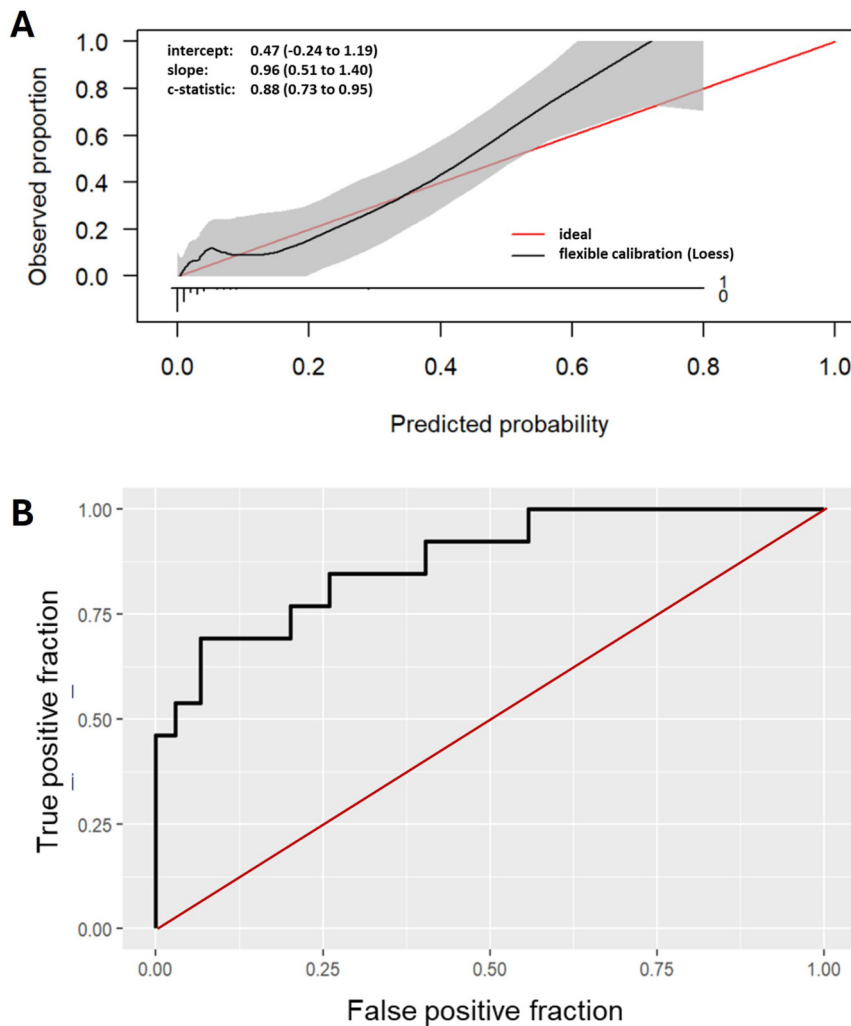 A
intercept: 0.47 (-0.24 to 1.19)
slope: 0.96 (0.51 to 1.40)
c-statistic: 0.88 (0.73 to 0.95)
Observed proportion
1.0
0.8
0.6
0.4
0.2
0.0
ideal
flexible calibration (Loess)
1
0
0.0 0.2 0.4 0.6 0.8 1.0
Predicted probability
B
True positive fraction
1.00
0.75
0.50
0.25
0.00
0.00 0.25 0.50 0.75 1.00
False positive fraction